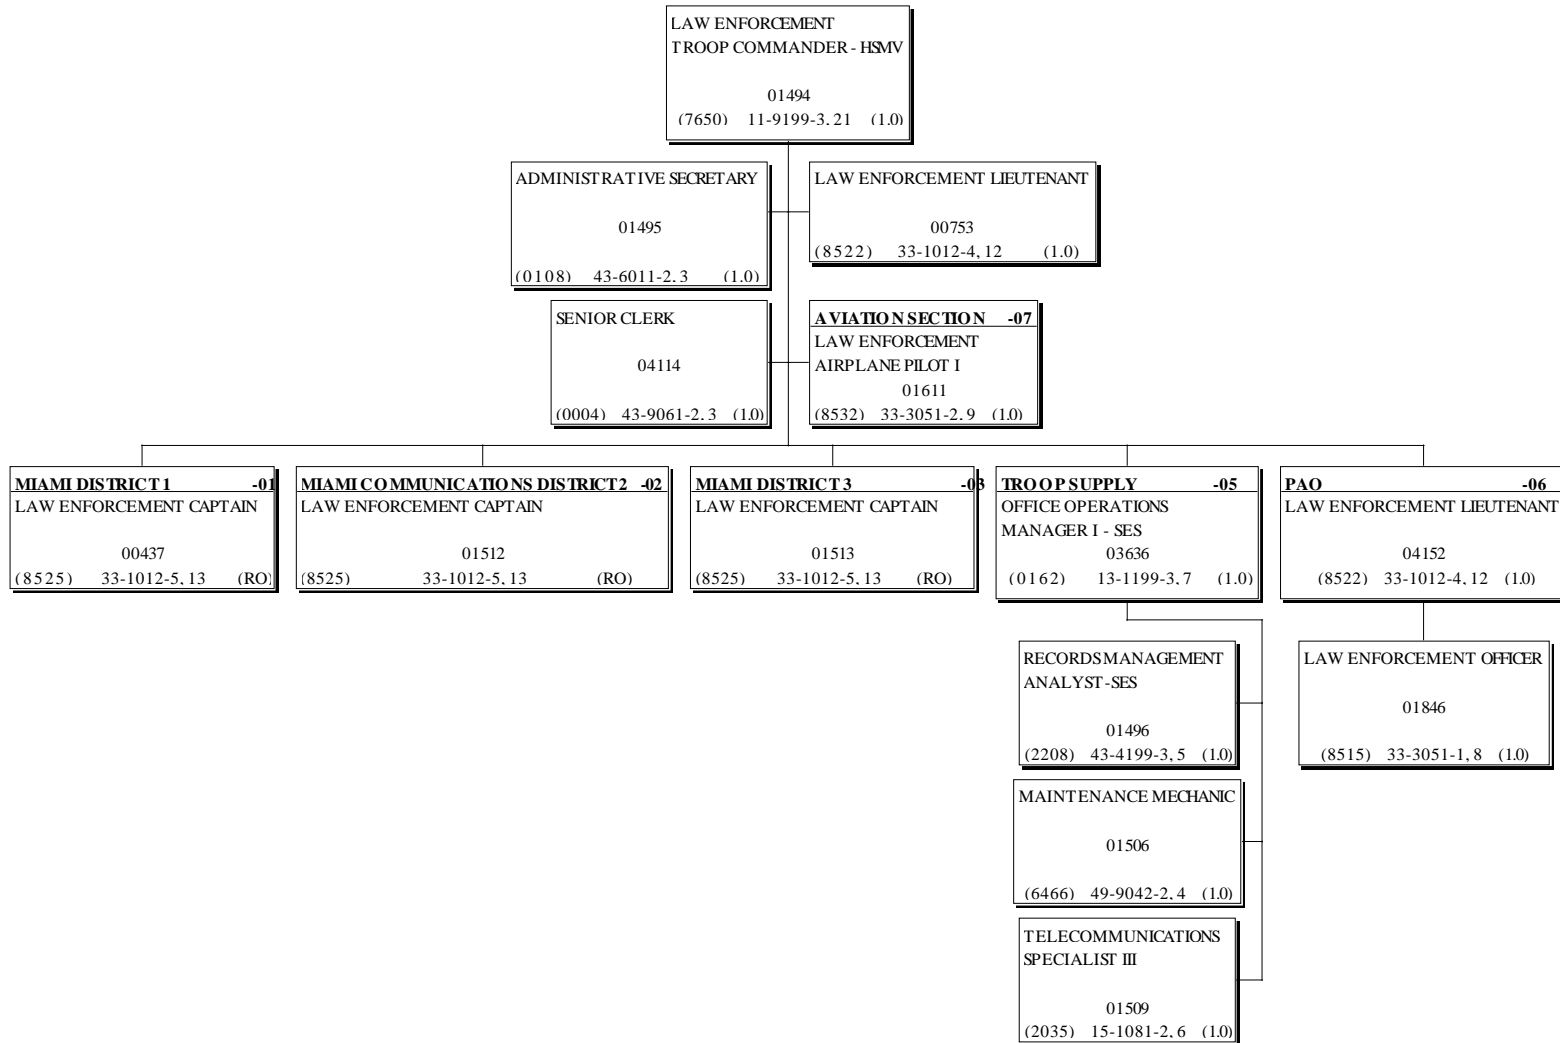 LAW ENFORCEMENT
TROOP COMMANDER - HSMV
01494
(7650) 11-9199-3, 21 (1.0)
ADMINISTRATIVE SECRETARY
01495
(0108) 43-6011-2, 3 (1.0)
LAW ENFORCEMENT LIEUTENANT
00753
(8522) 33-1012-4, 12 (1.0)
SENIOR CLERK
04114
(0004) 43-9061-2, 3 (1.0)
AVIATION SECTION -07
LAW ENFORCEMENT
AIRPLANE PILOT I
01611
(8532) 33-3051-2, 9 (1.0)
MIAMI DISTRICT 1 -01
LAW ENFORCEMENT CAPTAIN
00437
(8525) 33-1012-5, 13 (RO)
MIAMI COMMUNICATIONS DISTRICT 2 -02
LAW ENFORCEMENT CAPTAIN
01512
(8525) 33-1012-5, 13 (RO)
MIAMI DISTRICT 3 -03
LAW ENFORCEMENT CAPTAIN
01513
(8525) 33-1012-5, 13 (RO)
TROOP SUPPLY -05
OFFICE OPERATIONS
MANAGER I - SES
03636
(0162) 13-1199-3, 7 (1.0)
PAO -06
LAW ENFORCEMENT LIEUTENANT
04152
(8522) 33-1012-4, 12 (1.0)
RECORDS MANAGEMENT
ANALYST - SES
01496
(2208) 43-4199-3, 5 (1.0)
LAW ENFORCEMENT OFFICER
01846
(8515) 33-3051-1, 8 (1.0)
MAINTENANCE MECHANIC
01506
(6466) 49-9042-2, 4 (1.0)
TELECOMMUNICATIONS
SPECIALIST III
01509
(2035) 15-1081-2, 6 (1.0)